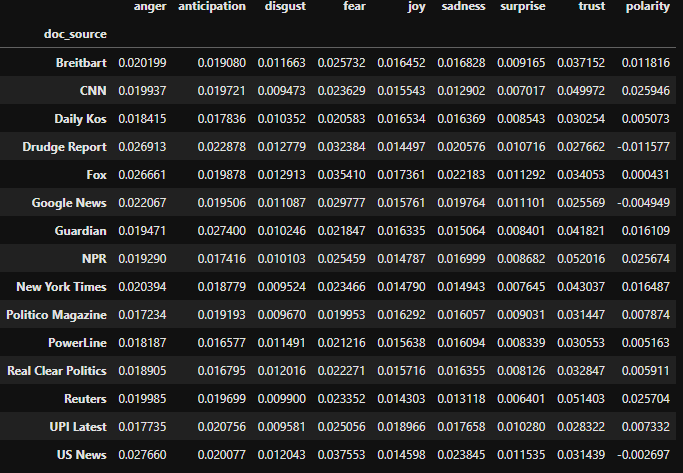 anger anticipation disgust fear joy sadness surprise trust polarity
doc_source
Breitbart 0.020199 0.019080 0.011663 0.025732 0.016452 0.016828 0.009165 0.037152 0.011816
CNN 0.019937 0.019721 0.009473 0.023629 0.015543 0.012902 0.007017 0.049972 0.025946
Daily Kos 0.018415 0.017836 0.010352 0.020583 0.016534 0.016369 0.008543 0.030254 0.005073
Drudge Report 0.026913 0.022878 0.012779 0.032384 0.014497 0.020576 0.010716 0.027662 -0.011577
Fox 0.026661 0.019878 0.012913 0.035410 0.017361 0.022183 0.011292 0.034053 0.000431
Google News 0.022067 0.019506 0.011087 0.029777 0.015761 0.019764 0.011101 0.025569 -0.004949
Guardian 0.019471 0.027400 0.010246 0.021847 0.016335 0.015064 0.008401 0.041821 0.016109
NPR 0.019290 0.017416 0.010103 0.025459 0.014787 0.016999 0.008682 0.052016 0.025674
New York Times 0.020394 0.018779 0.009524 0.023466 0.014790 0.014943 0.007645 0.043037 0.016487
Politico Magazine 0.017234 0.019193 0.009670 0.019953 0.016292 0.016057 0.009031 0.031447 0.007874
PowerLine 0.018187 0.016577 0.011491 0.021216 0.015638 0.016094 0.008339 0.030553 0.005163
Real Clear Politics 0.018905 0.016795 0.012016 0.022271 0.015716 0.016355 0.008126 0.032847 0.005911
Reuters 0.019985 0.019699 0.009900 0.023352 0.014303 0.013118 0.006401 0.051403 0.025704
UPI Latest 0.017735 0.020756 0.009581 0.025056 0.018966 0.017658 0.010280 0.028322 0.007332
US News 0.027660 0.020077 0.012043 0.037553 0.014598 0.023845 0.011535 0.031439 -0.002697